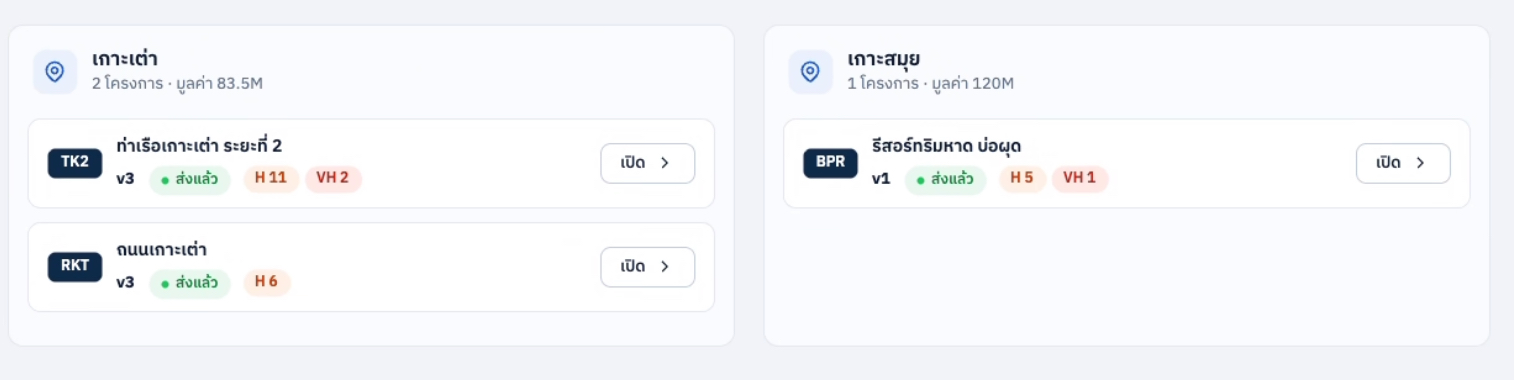 เกาะเต่า
2 โครงการ · มูลค่า 83.5M
TK2
ท่าเรือเกาะเต่า ระยะที่ 2
v3 ส่งแล้ว H 11 VH 2
เปิด
RKT
ถนนเกาะเต่า
v3 ส่งแล้ว H 6
เปิด
เกาะสมุย
1 โครงการ · มูลค่า 120M
BPR
รีสอร์ทริมหาด บ่อผุด
v1 ส่งแล้ว H 5 VH 1
เปิด